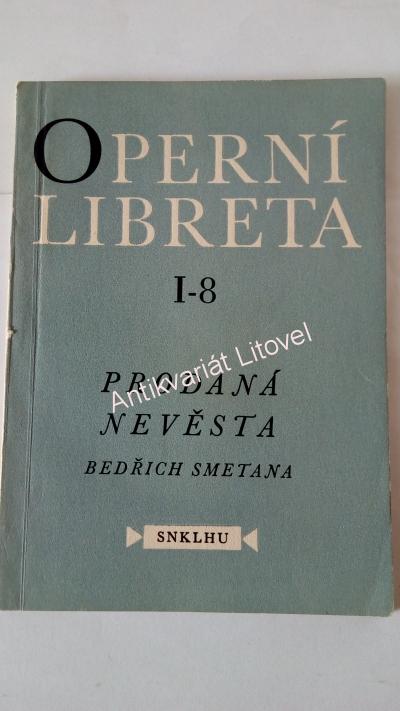 OPERNÍ
LIBRETA
I-8
PRODANÁ
NEVĚSTA
BEDŘICH SMETANA
SNKLHU
Antikvariát Litovel